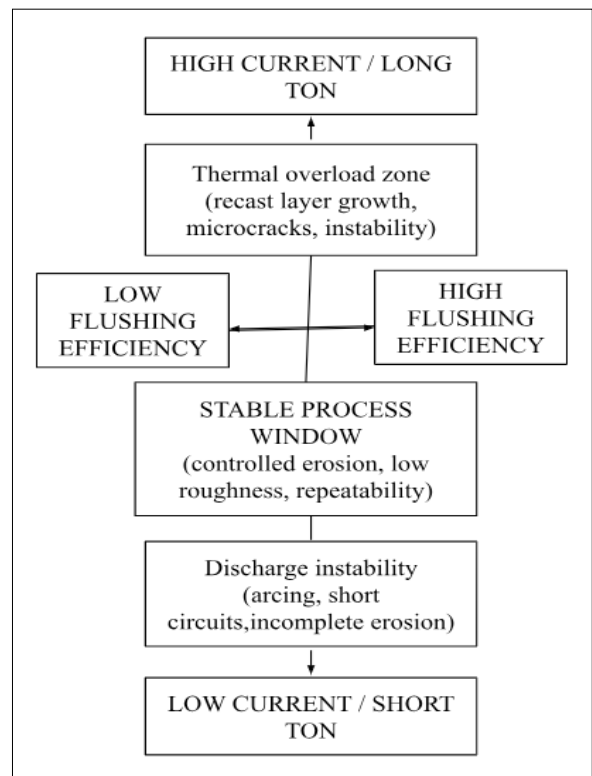 HIGH CURRENT / LONG
TON
Thermal overload zone
(recast layer growth,
microcracks, instability)
LOW
FLUSHING
EFFICIENCY
HIGH
FLUSHING
EFFICIENCY
STABLE PROCESS
WINDOW
(controlled erosion, low
roughness, repeatability)
Discharge instability
(arcing, short
circuits,incomplete erosion)
LOW CURRENT / SHORT
TON